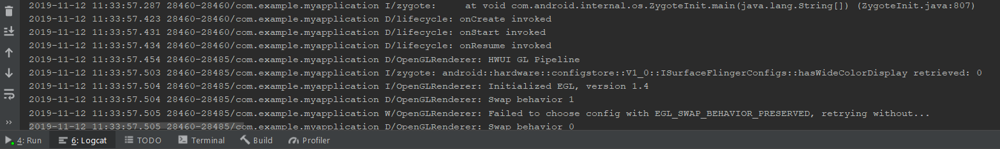 2019-11-12 11:33:57.287 28460-28460/com.example.myapplication I/zygote:     at void com.android.internal.os.ZygoteInit.main(java.lang.String[]) (ZygoteInit.java:807)
2019-11-12 11:33:57.423 28460-28460/com.example.myapplication D/lifecycle: onCreate invoked
2019-11-12 11:33:57.431 28460-28460/com.example.myapplication D/lifecycle: onStart invoked
2019-11-12 11:33:57.434 28460-28460/com.example.myapplication D/lifecycle: onResume invoked
2019-11-12 11:33:57.454 28460-28485/com.example.myapplication D/OpenGLRenderer: HWUI GL Pipeline
2019-11-12 11:33:57.503 28460-28485/com.example.myapplication I/zygote: android::hardware::configstore::V1_0::ISurfaceFlingerConfigs::hasWideColorDisplay retrieved: 0
2019-11-12 11:33:57.504 28460-28485/com.example.myapplication I/OpenGLRenderer: Initialized EGL, version 1.4
2019-11-12 11:33:57.504 28460-28485/com.example.myapplication D/OpenGLRenderer: Swap behavior 1
2019-11-12 11:33:57.505 28460-28485/com.example.myapplication W/OpenGLRenderer: Failed to choose config with EGL_SWAP_BEHAVIOR_PRESERVED, retrying without...
2019-11-12 11:33:57.505 28460-28485/com.example.myapplication D/OpenGLRenderer: Swap behavior 0
4: Run 6: Logcat TODO Terminal Build Profiler